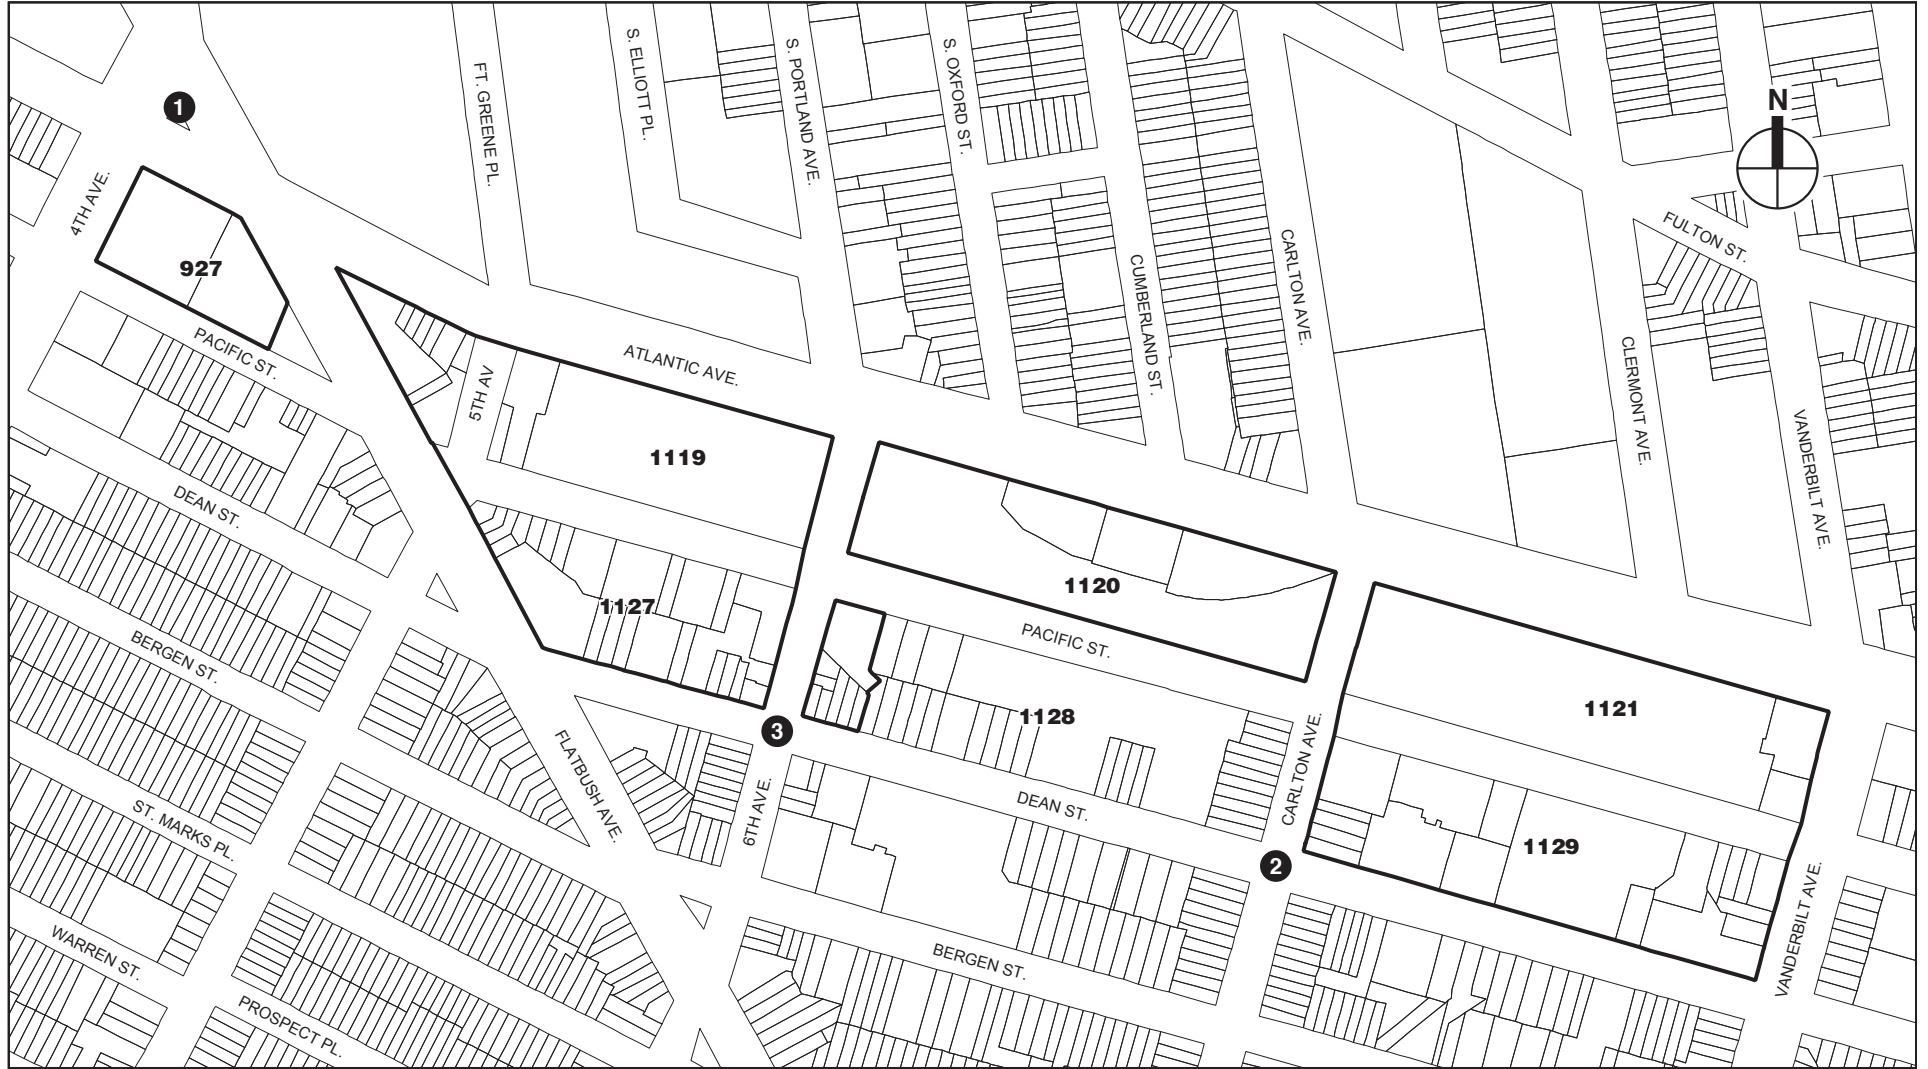 1
FT. GREENE PL.
S. ELLIOTT PL.
S. PORTLAND AVE.
S. OXFORD ST.
N
4TH AVE.
927
CARLTON AVE.
CUMBERLAND ST.
FULTON ST.
PACIFIC ST.
ATLANTIC AVE.
5TH AV
CLERMONT AVE.
VANDERBILT AVE.
1119
DEAN ST.
1127
1120
PACIFIC ST.
BERGEN ST.
1128
1121
3
FLATBUSH AVE.
6TH AVE.
DEAN ST.
CARLTON AVE.
ST. MARKS PL.
1129
2
WARREN ST.
BERGEN ST.
VANDERBILT AVE.
PROSPECT PL.